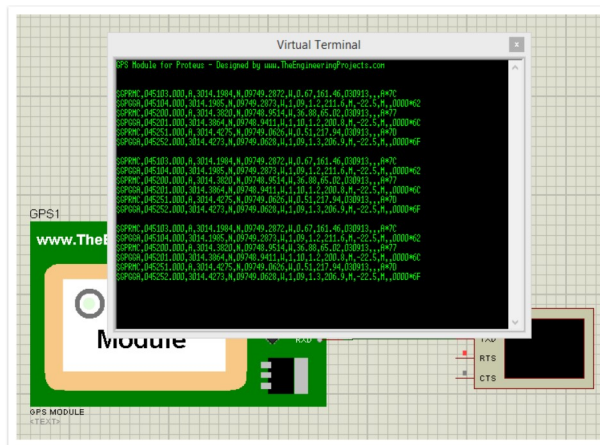 Virtual Terminal
x
GPS Module for Proteus - Designed by www.TheEngineeringProjects.com
$GPRMC,045103.000,A,3014.1984,N,09749.2872,W,0.67,161.46,030913,,,A*7C
$GPGGA,045104.000,3014.1985,N,09749.2873,W,1,09,1.2,211.6,M,-22.5,M,,0000*62
$GPRMC,045200.000,A,3014.3820,N,09748.9514,W,36.88,65.02,030913,,,A*77
$GPGGA,045201.000,3014.3864,N,09748.9411,W,1,10,1.2,200.8,M,-22.5,M,,0000*6C
$GPRMC,045251.000,A,3014.4275,N,09749.0626,W,0.51,217.94,030913,,,A*7D
$GPGGA,045252.000,3014.4273,N,09749.0628,W,1,09,1.3,206.9,M,-22.5,M,,0000*6F
$GPRMC,045103.000,A,3014.1984,N,09749.2872,W,0.67,161.46,030913,,,A*7C
$GPGGA,045104.000,3014.1985,N,09749.2873,W,1,09,1.2,211.6,M,-22.5,M,,0000*62
$GPRMC,045200.000,A,3014.3820,N,09748.9514,W,36.88,65.02,030913,,,A*77
$GPGGA,045201.000,3014.3864,N,09748.9411,W,1,10,1.2,200.8,M,-22.5,M,,0000*6C
$GPRMC,045251.000,A,3014.4275,N,09749.0626,W,0.51,217.94,030913,,,A*7D
$GPGGA,045252.000,3014.4273,N,09749.0628,W,1,09,1.3,206.9,M,-22.5,M,,0000*6F
$GPRMC,045103.000,A,3014.1984,N,09749.2872,W,0.67,161.46,030913,,,A*7C
$GPGGA,045104.000,3014.1985,N,09749.2873,W,1,09,1.2,211.6,M,-22.5,M,,0000*62
$GPRMC,045200.000,A,3014.3820,N,09748.9514,W,36.88,65.02,030913,,,A*77
$GPGGA,045201.000,3014.3864,N,09748.9411,W,1,10,1.2,200.8,M,-22.5,M,,0000*6C
$GPRMC,045251.000,A,3014.4275,N,09749.0626,W,0.51,217.94,030913,,,A*7D
$GPGGA,045252.000,3014.4273,N,09749.0628,W,1,09,1.3,206.9,M,-22.5,M,,0000*6F
GPS1
www.TheE
Module
RXD
TXD
RTS
CTS
GPS MODULE
<TEXT>